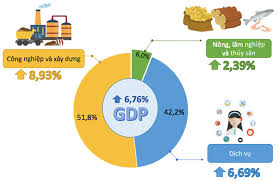 Công nghiệp và xây dựng
8,93%
Nông, lâm nghiệp
và thủy sản
2,39%
6,0%
6,76%
GDP
51,8%
42,2%
Dịch vụ
6,69%